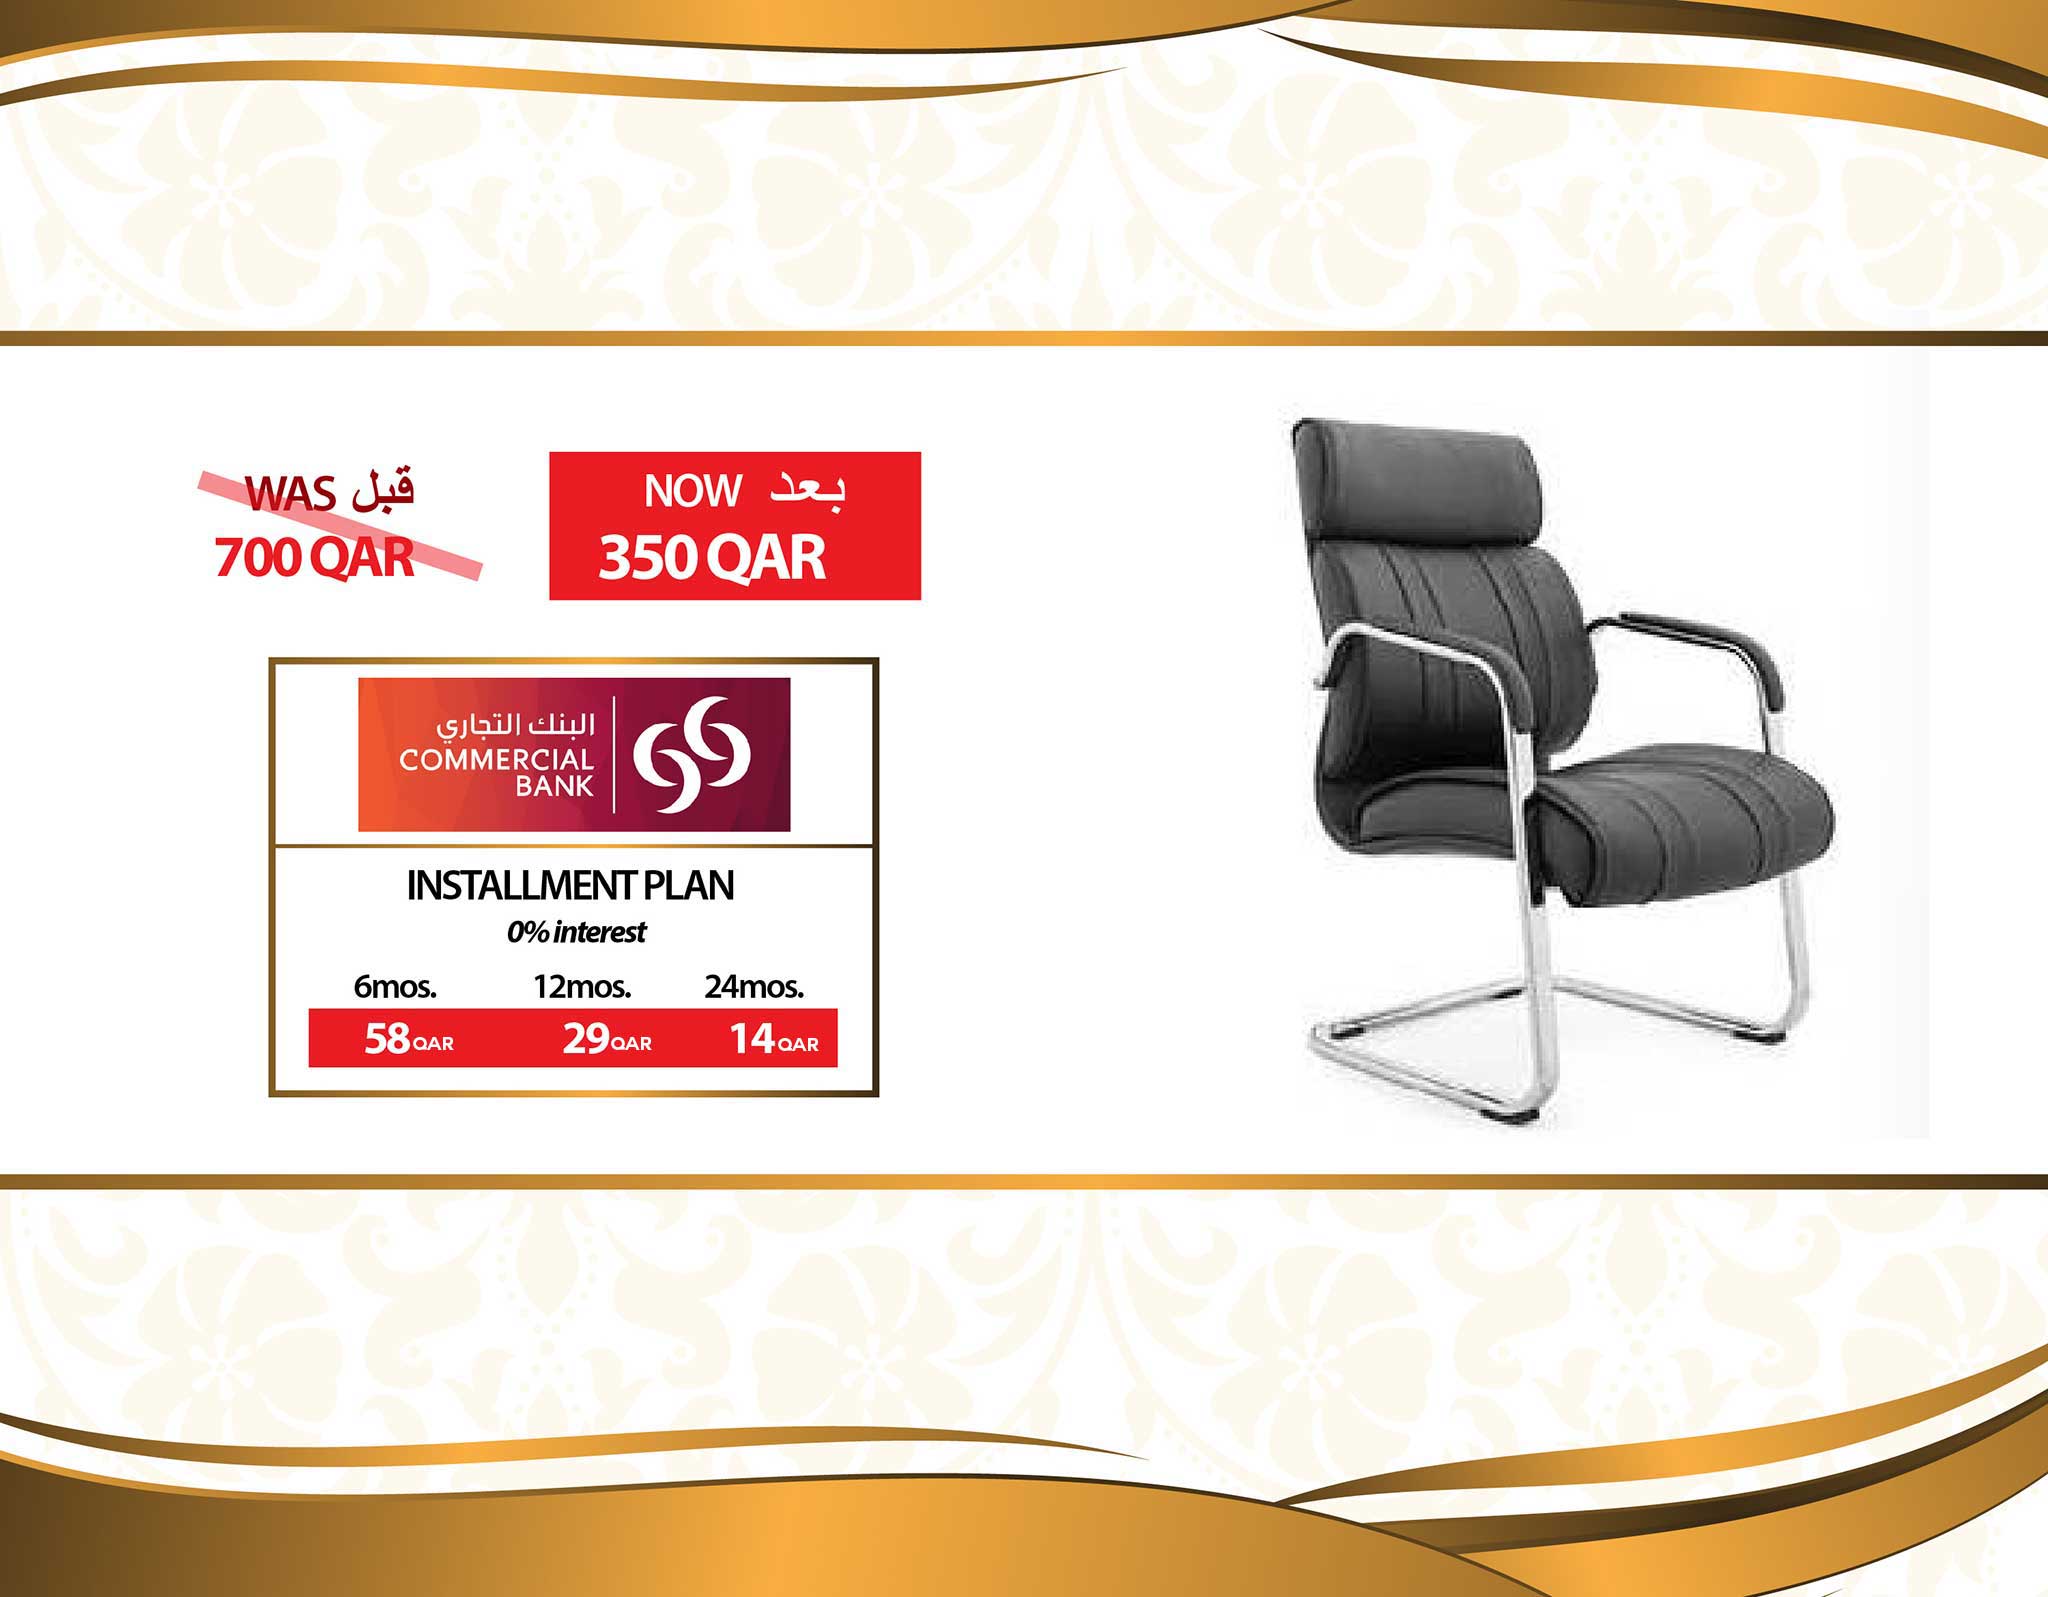 WAS قبل
700 QAR
NOW بعد
350 QAR
البنك التجاري
COMMERCIAL
BANK
INSTALLMENT PLAN
0% interest
6mos. 12mos. 24mos.
58 QAR 29 QAR 14 QAR